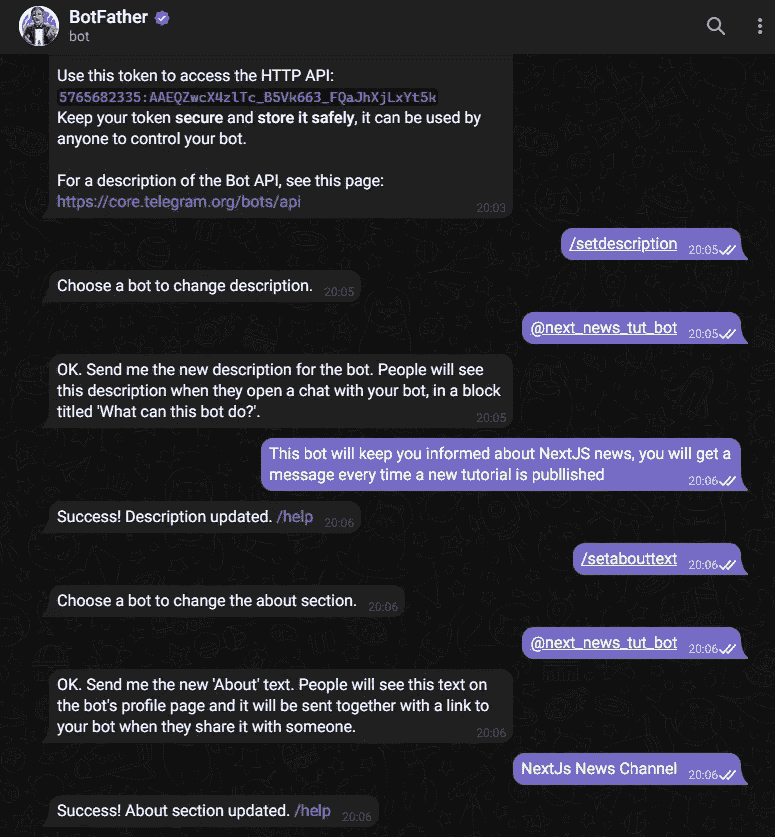 BotFather
bot
Use this token to access the HTTP API:
5765682335:AAEQZwcX4zlTc_B5Vk663_FQaJhXjLxYt5k
Keep your token secure and store it safely, it can be used by
anyone to control your bot.
For a description of the Bot API, see this page:
https://core.telegram.org/bots/api
20:03
/setdescription 20:05
Choose a bot to change description. 20:05
@next_news_tut_bot 20:05
OK. Send me the new description for the bot. People will see
this description when they open a chat with your bot, in a block
titled 'What can this bot do?'. 20:05
This bot will keep you informed about NextJS news, you will get a
message every time a new tutorial is publlished 20:06
Success! Description updated. /help 20:06
/setabouttext 20:06
Choose a bot to change the about section. 20:06
@next_news_tut_bot 20:06
OK. Send me the new 'About' text. People will see this text on
the bot's profile page and it will be sent together with a link to
your bot when they share it with someone. 20:06
NextJs News Channel 20:06
Success! About section updated. /help 20:06